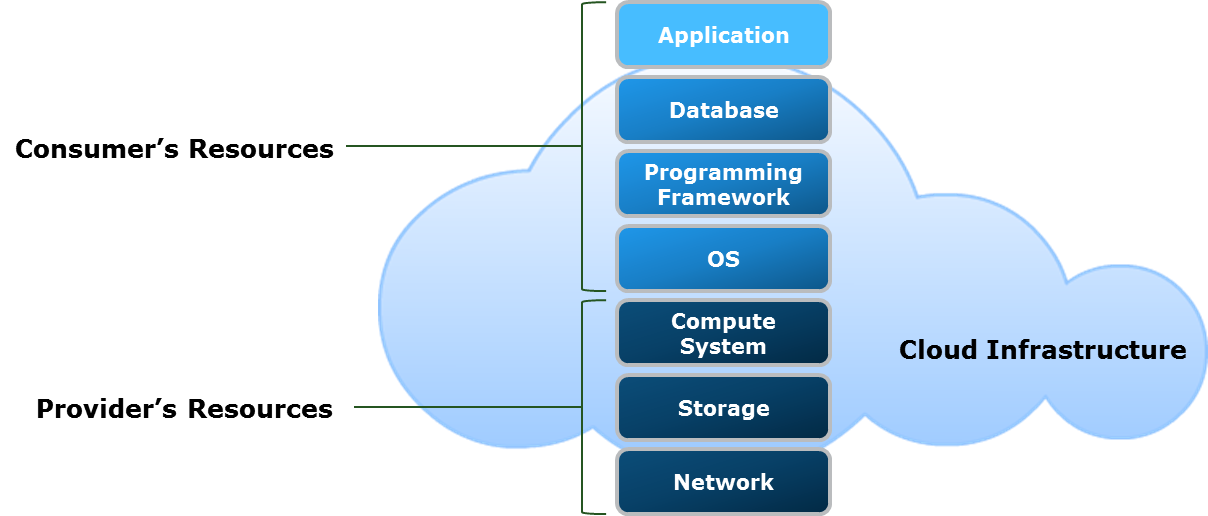 Application
Database
Consumer’s Resources
Programming
Framework
OS
Compute
System
Cloud Infrastructure
Provider’s Resources
Storage
Network